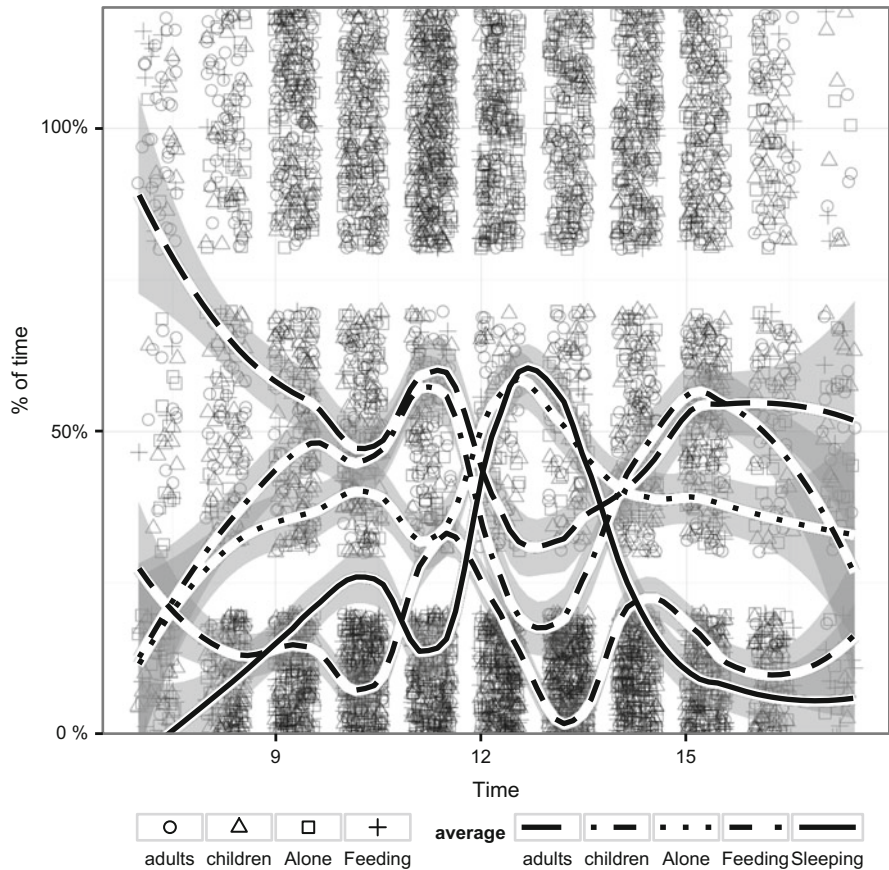 100%
50%
0 %
% of time
9 12 15
Time
average
adults children Alone Feeding adults children Alone Feeding Sleeping